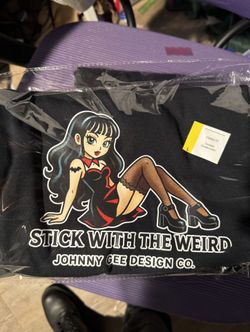 STICK WITH THE WEIRD
JOHNNY GEE DESIGN CO.